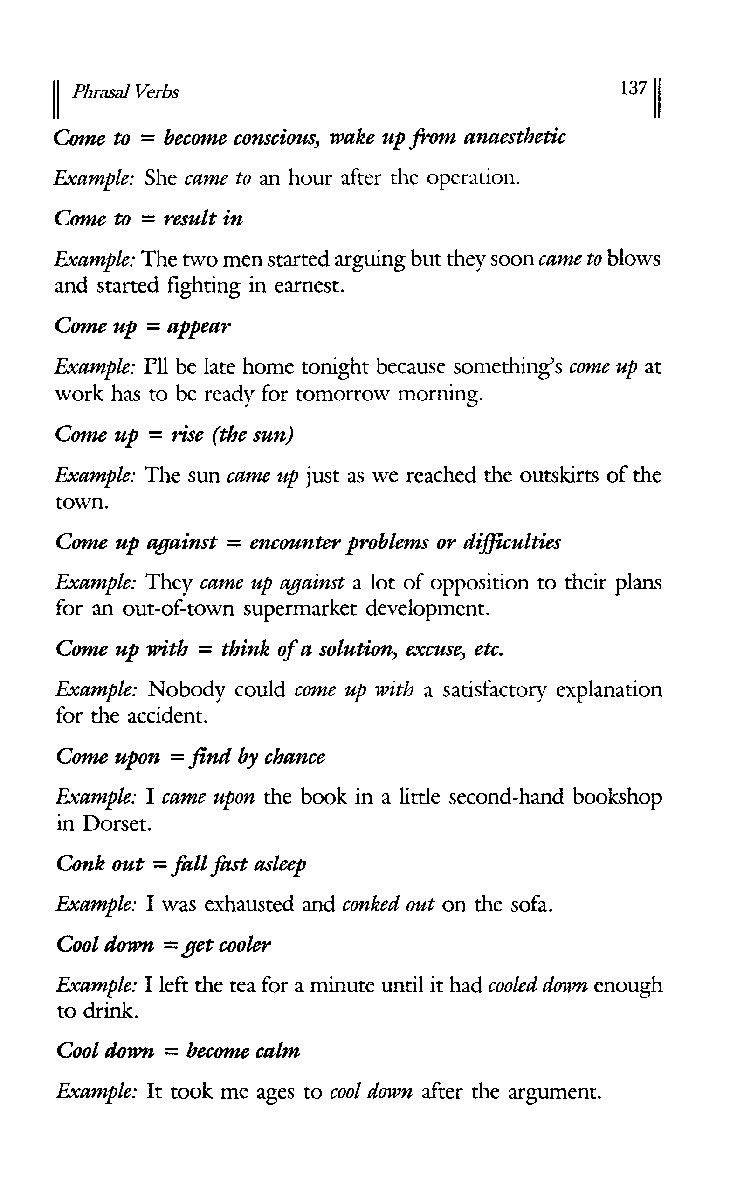 Phrasal Verbs 137
Come to = become conscious, wake up from anaesthetic
Example: She came to an hour after the operation.
Come to = result in
Example: The two men started arguing but they soon came to blows
and started fighting in earnest.
Come up = appear
Example: I'll be late home tonight because something's come up at
work has to be ready for tomorrow morning.
Come up = rise (the sun)
Example: The sun came up just as we reached the outskirts of the
town.
Come up against = encounter problems or difficulties
Example: They came up against a lot of opposition to their plans
for an out-of-town supermarket development.
Come up with = think of a solution, excuse, etc.
Example: Nobody could come up with a satisfactory explanation
for the accident.
Come upon = find by chance
Example: I came upon the book in a little second-hand bookshop
in Dorset.
Conk out = fall fast asleep
Example: I was exhausted and conked out on the sofa.
Cool down = get cooler
Example: I left the tea for a minute until it had cooled down enough
to drink.
Cool down = become calm
Example: It took me ages to cool down after the argument.